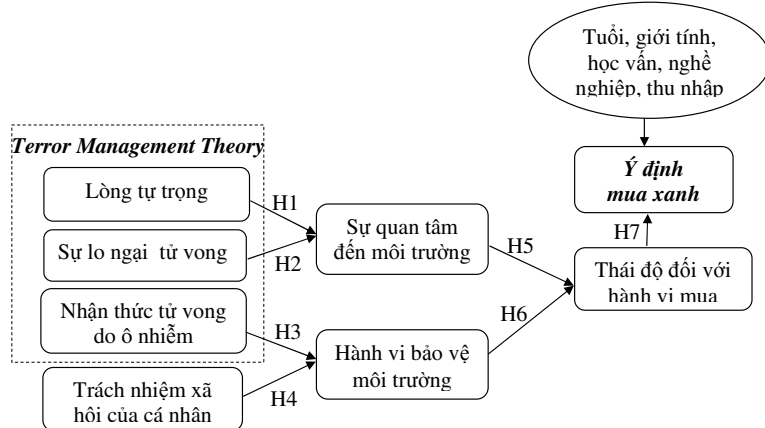 Tuổi, giới tính,
học vấn, nghề
nghiệp, thu nhập
Terror Management Theory
Ý định
mua xanh
Lòng tự trọng
H1
H7
Sự quan tâm
đến môi trường
H5
Sự lo ngại tử vong
H2
Thái độ đối với
hành vi mua
Nhận thức tử vong
do ô nhiễm
H6
H3
Hành vi bảo vệ
môi trường
Trách nhiệm xã
hội của cá nhân
H4